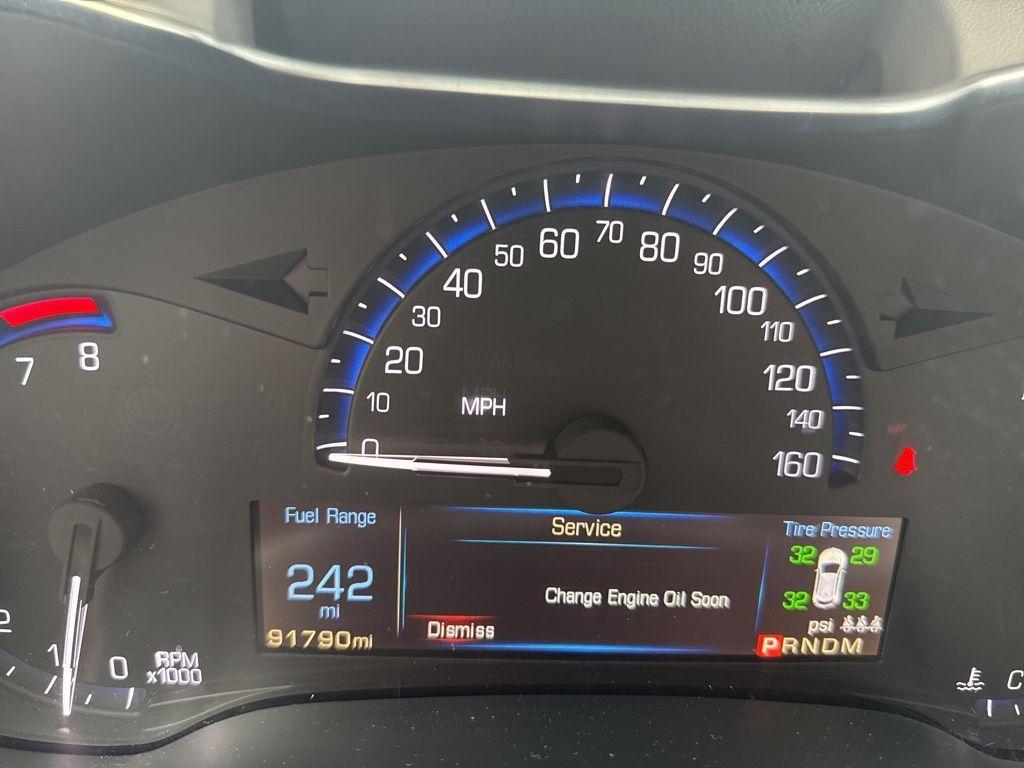 60
70
80
50
90
40
100
30
110
7
8
20
120
10
MPH
140
0
160
Fuel Range
Service
Tire Pressure
32 29
242
mi
Change Engine Oil Soon
32 33
psi
91790mi
Dismiss
PRNDM
2
1
0
RPM
x1000
C